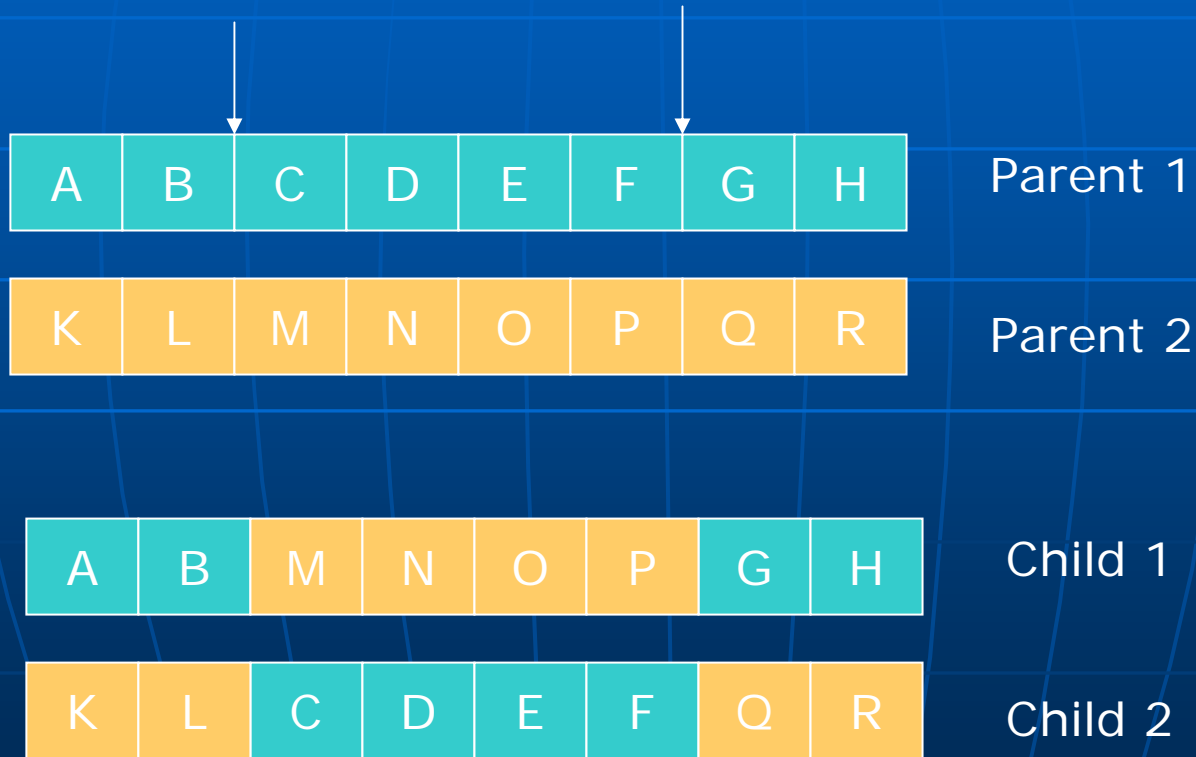 A B C D E F G H Parent 1
K L M N O P Q R Parent 2
A B M N O P G H Child 1
K L C D E F Q R Child 2